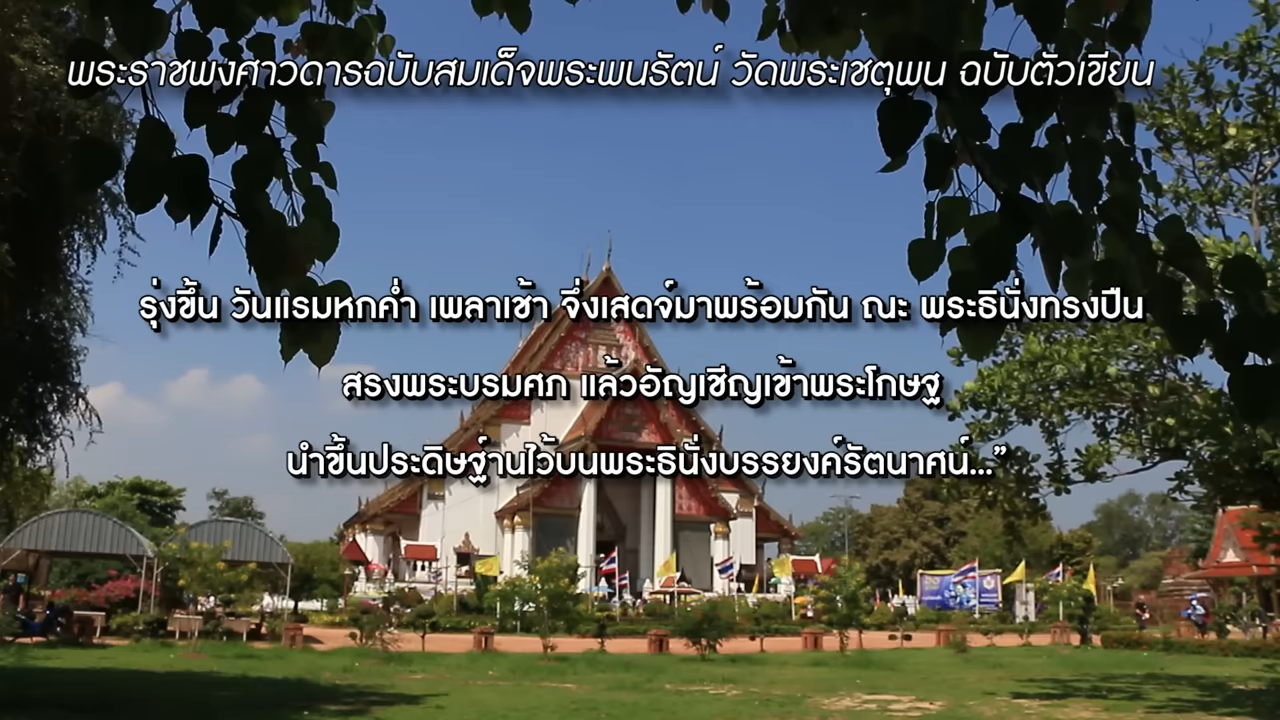 พระราชพงศาวดารฉบับสมเด็จพระพนรัตน์ วัดพระเชตุพน ฉบับตัวเขียน
รุ่งขึ้น วันแรมหกค่ำ เพลาเช้า จึ่งเสดจ์มาพร้อมกัน ณะ พระธินั่งทรงปืน
สรงพระบรมศภ แล้วอัญเชีญเข้าพระโกษฐ
นำขึ้นประดิษฐ์านไว้บนพระธินั่งบรรยงค์รัตนาศน์...”